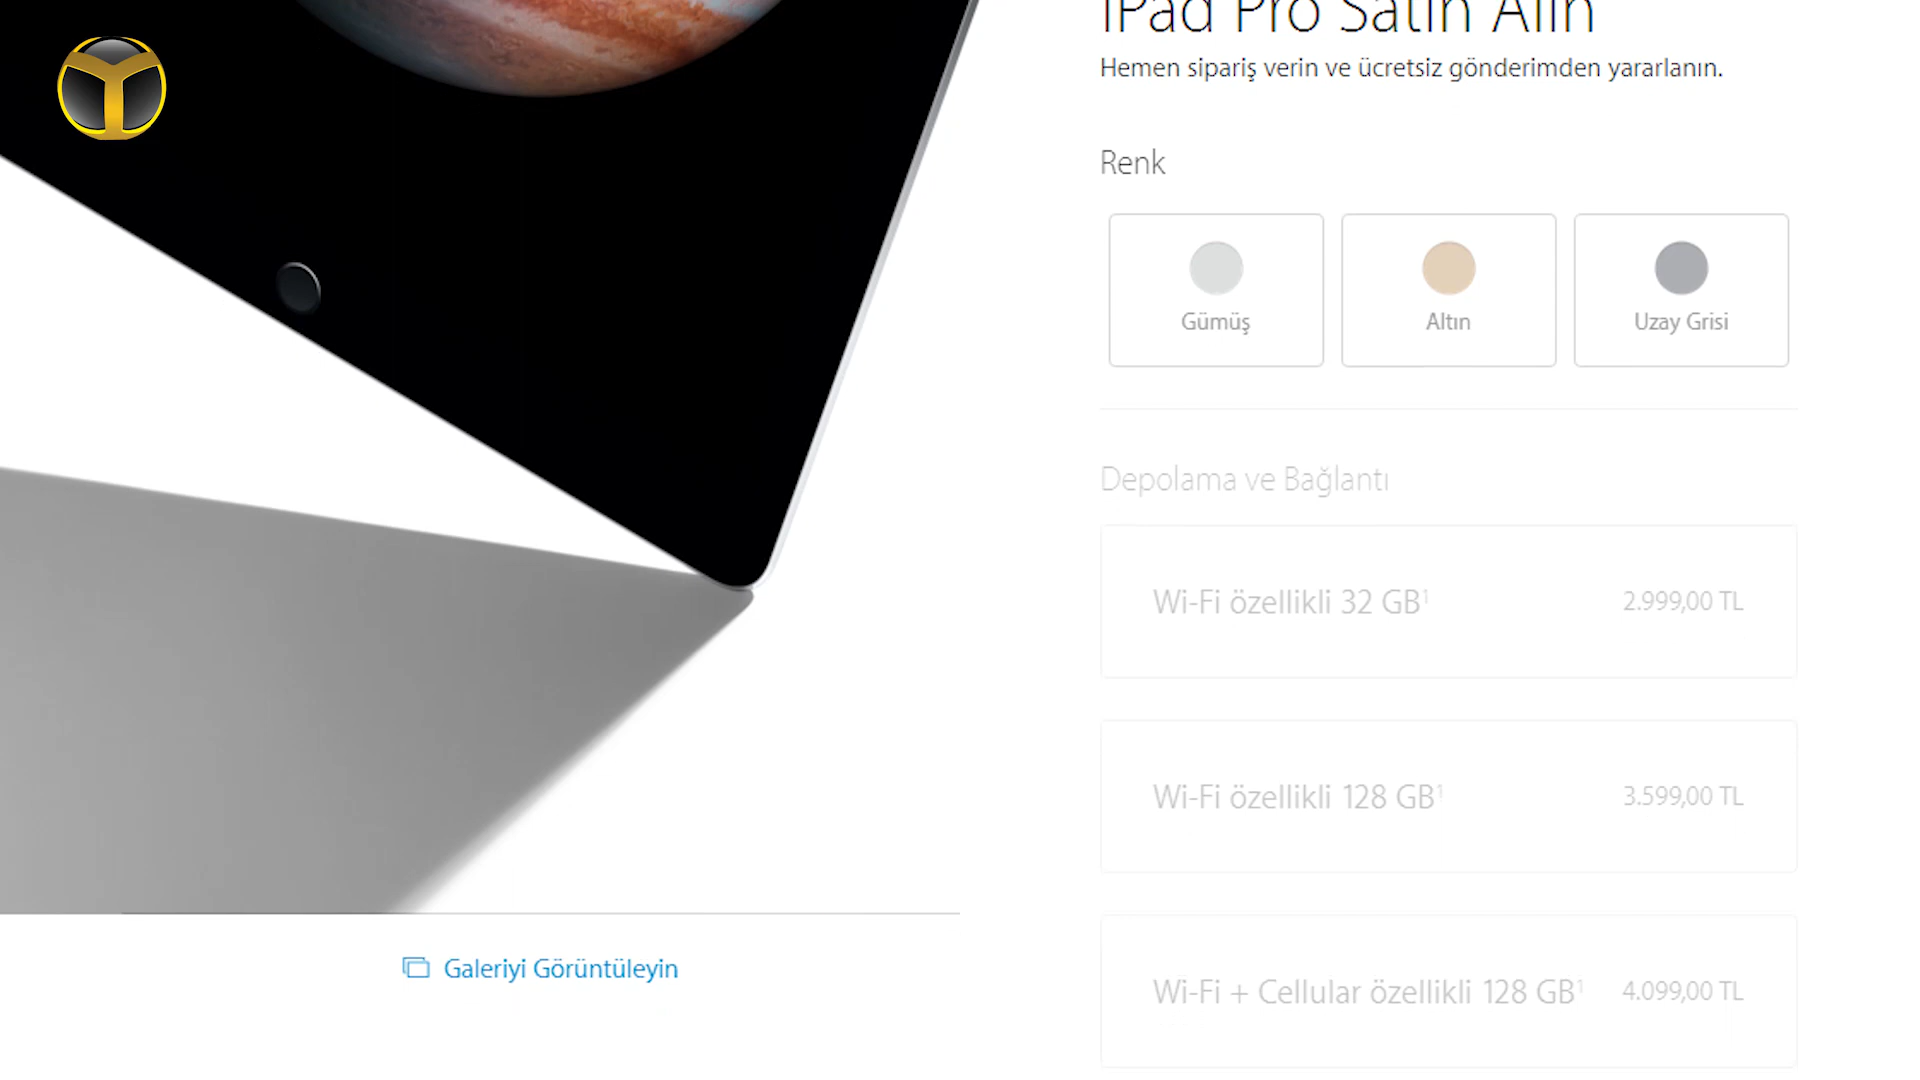 iPad Pro Satın Alın
Hemen sipariş verin ve ücretsiz gönderimden yararlanın.
Renk
Gümüş
Altın
Uzay Grisi
Depolama ve Bağlantı
Wi-Fi özellikli 32 GB¹ 2.999,00 TL
Wi-Fi özellikli 128 GB¹ 3.599,00 TL
Wi-Fi + Cellular özellikli 128 GB¹ 4.099,00 TL
Galeriyi Görüntüleyin